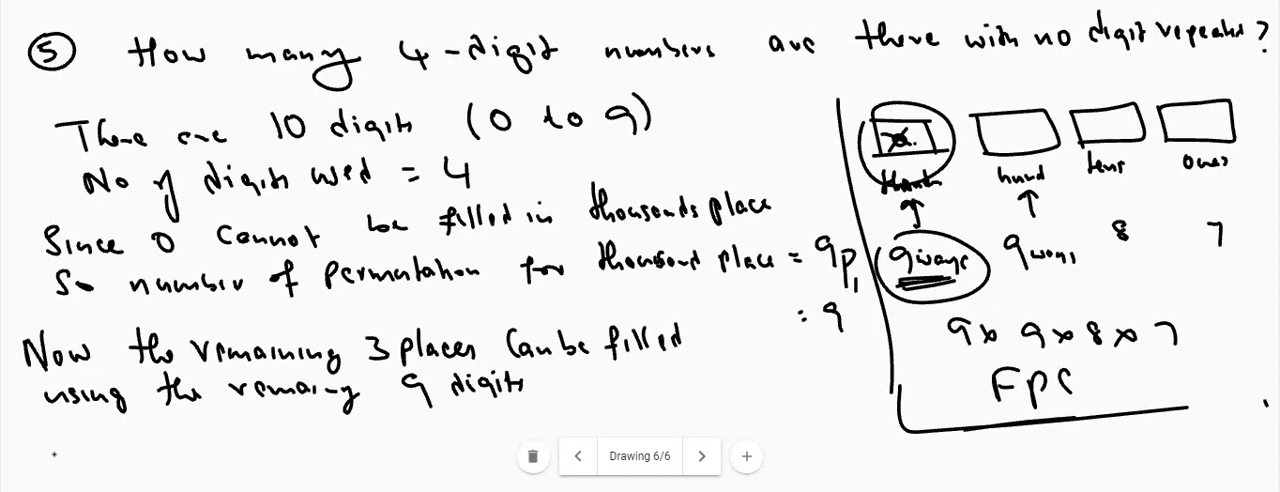 5 How many 4-digit numbers are there with no digit repeated?
There are 10 digits (0 to 9)
No of digits used = 4
Since 0 cannot be filled in thousands place
So number of permutation for thousand place = 9P1
= 9
Now the remaining 3 places can be filled
using the remaing 9 digits
hund tens ones
9 ways 9 ways 8 7
9 x 9 x 8 x 7
FPC
Drawing 6/6